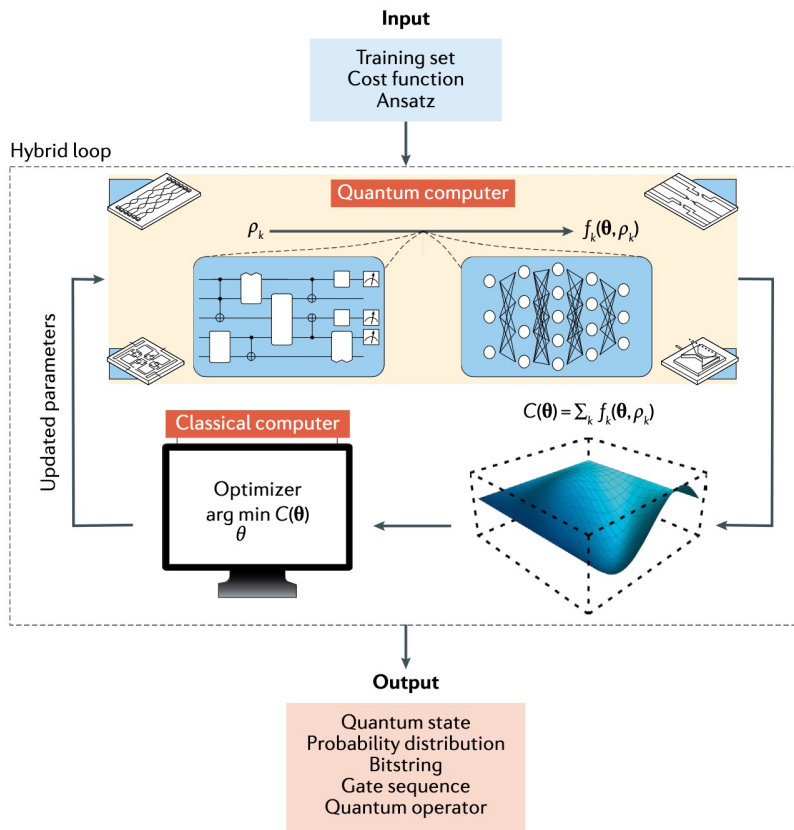 Input
Training set
Cost function
Ansatz
Hybrid loop
Quantum computer
ρₖ
fₖ(θ, ρₖ)
Updated parameters
C(θ) = ∑ₖ fₖ(θ, ρₖ)
Classical computer
Optimizer
arg min C(θ)
θ
Output
Quantum state
Probability distribution
Bitstring
Gate sequence
Quantum operator